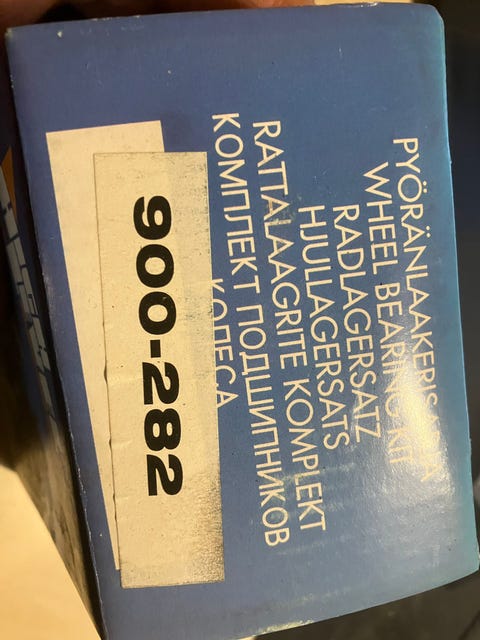 PYÖRÄNLAAKERISARJA
WHEEL BEARING KIT
RADLAGERSATZ
HJULLAGERSATS
RATTALAAGRITE KOMPLEKT
КОМПЛЕКТ ПОДШИПНИКОВ
КОЛЕСА
900-282